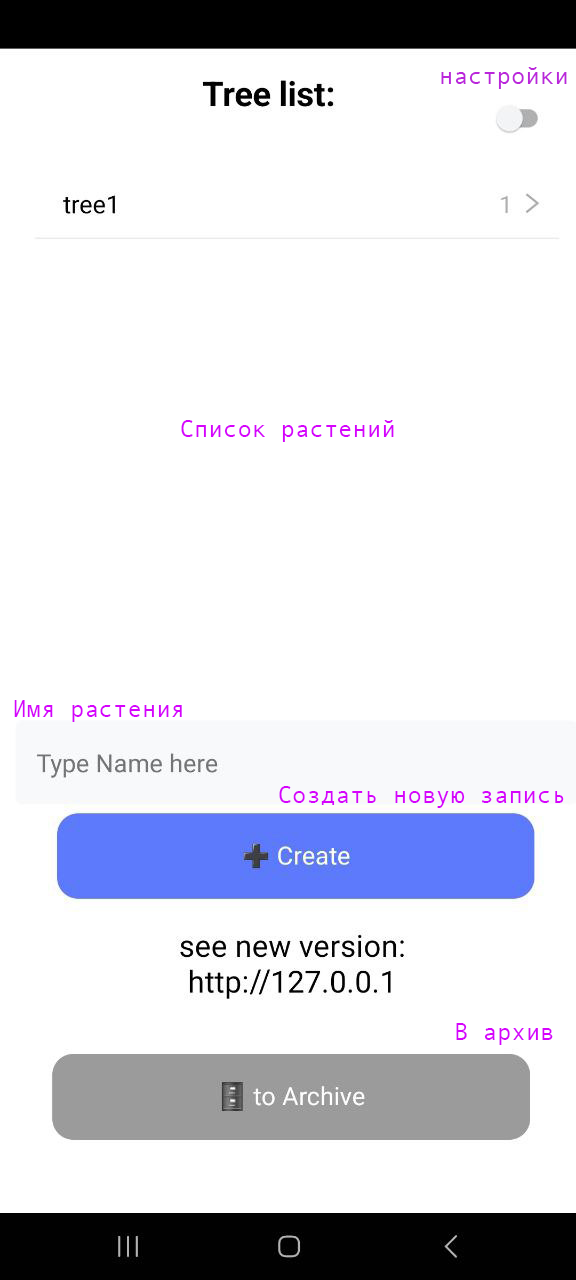 настройки
Tree list:
tree1
1
Список растений
Имя растения
Type Name here
Создать новую запись
Create
see new version:
http://127.0.0.1
В архив
to Archive